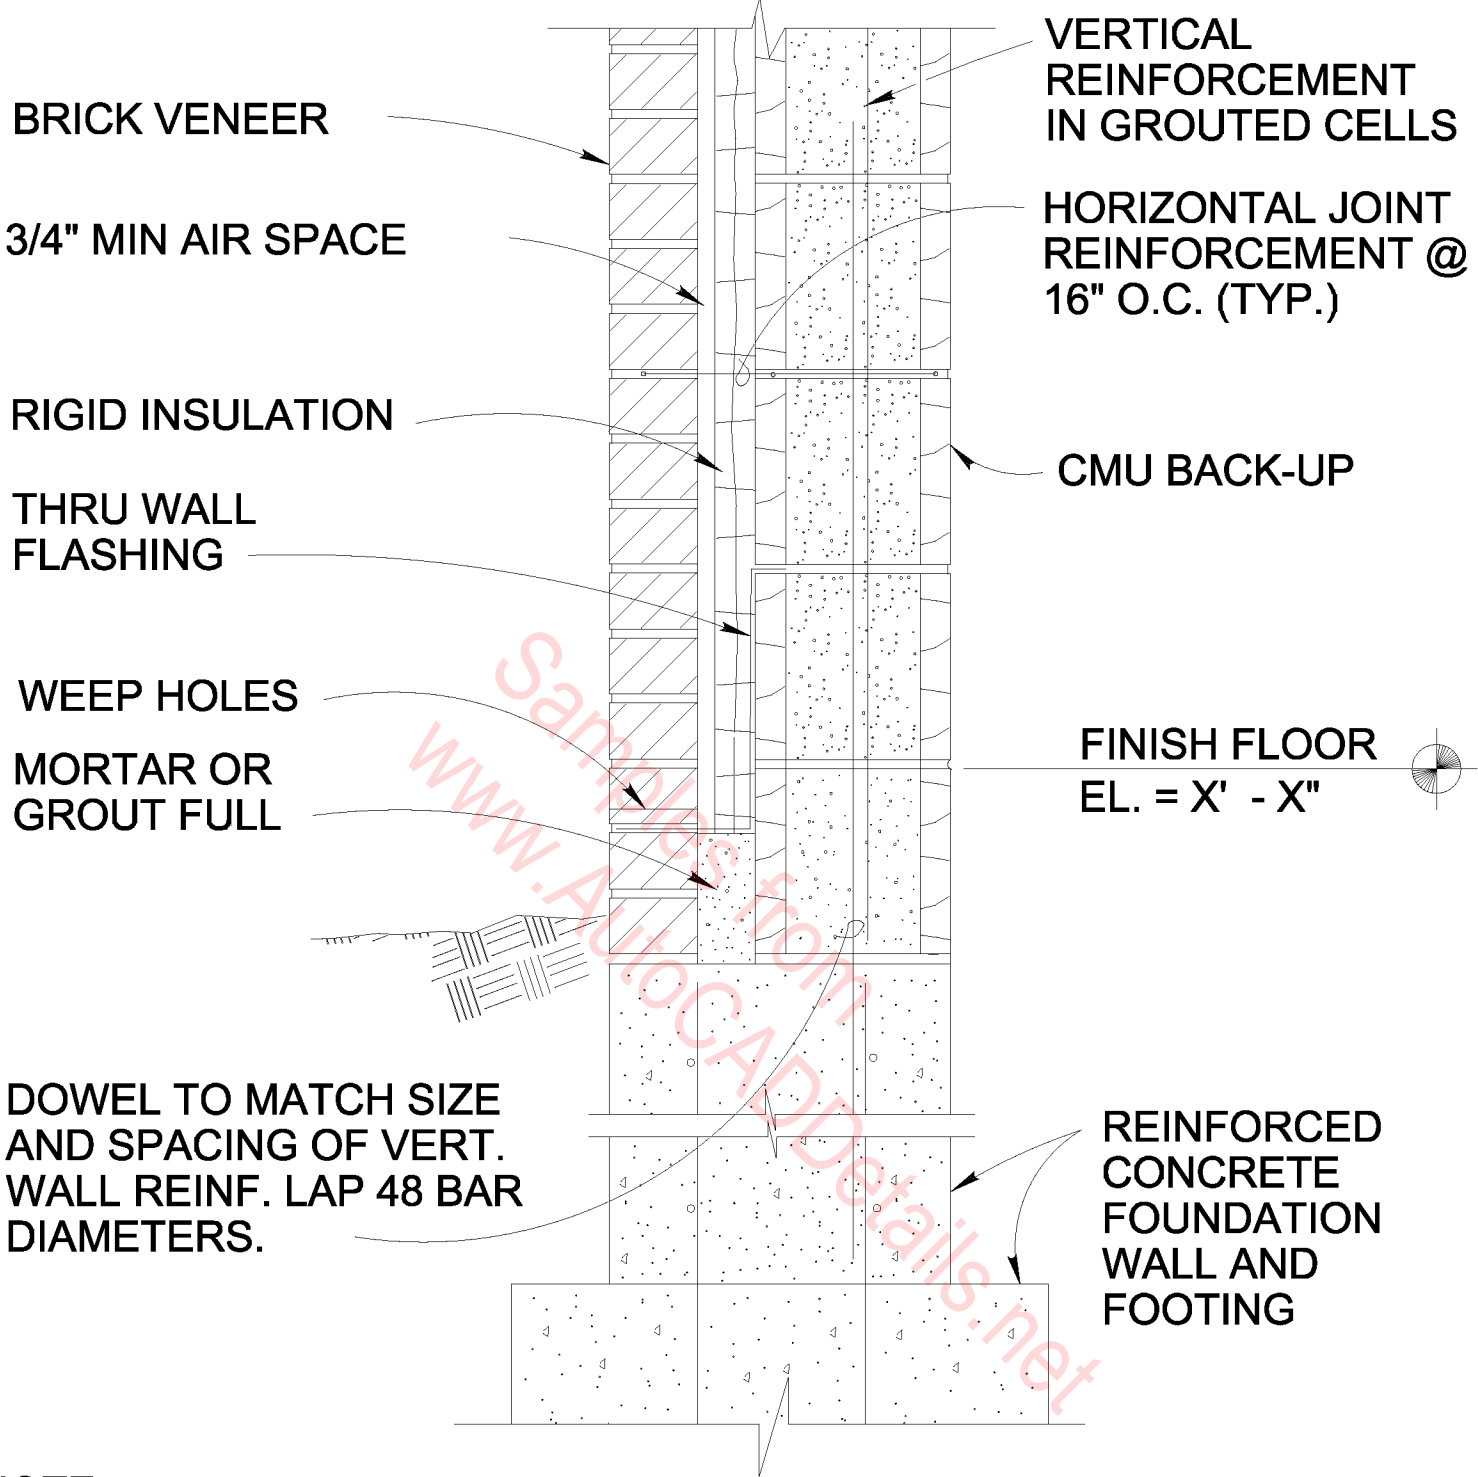 BRICK VENEER
3/4" MIN AIR SPACE
RIGID INSULATION
THRU WALL
FLASHING
WEEP HOLES
MORTAR OR
GROUT FULL
DOWEL TO MATCH SIZE
AND SPACING OF VERT.
WALL REINF. LAP 48 BAR
DIAMETERS.
VERTICAL
REINFORCEMENT
IN GROUTED CELLS
HORIZONTAL JOINT
REINFORCEMENT @
16" O.C. (TYP.)
CMU BACK-UP
FINISH FLOOR
EL. = X' - X"
REINFORCED
CONCRETE
FOUNDATION
WALL AND
FOOTING
Samples from
www.AutoCADDetails.net